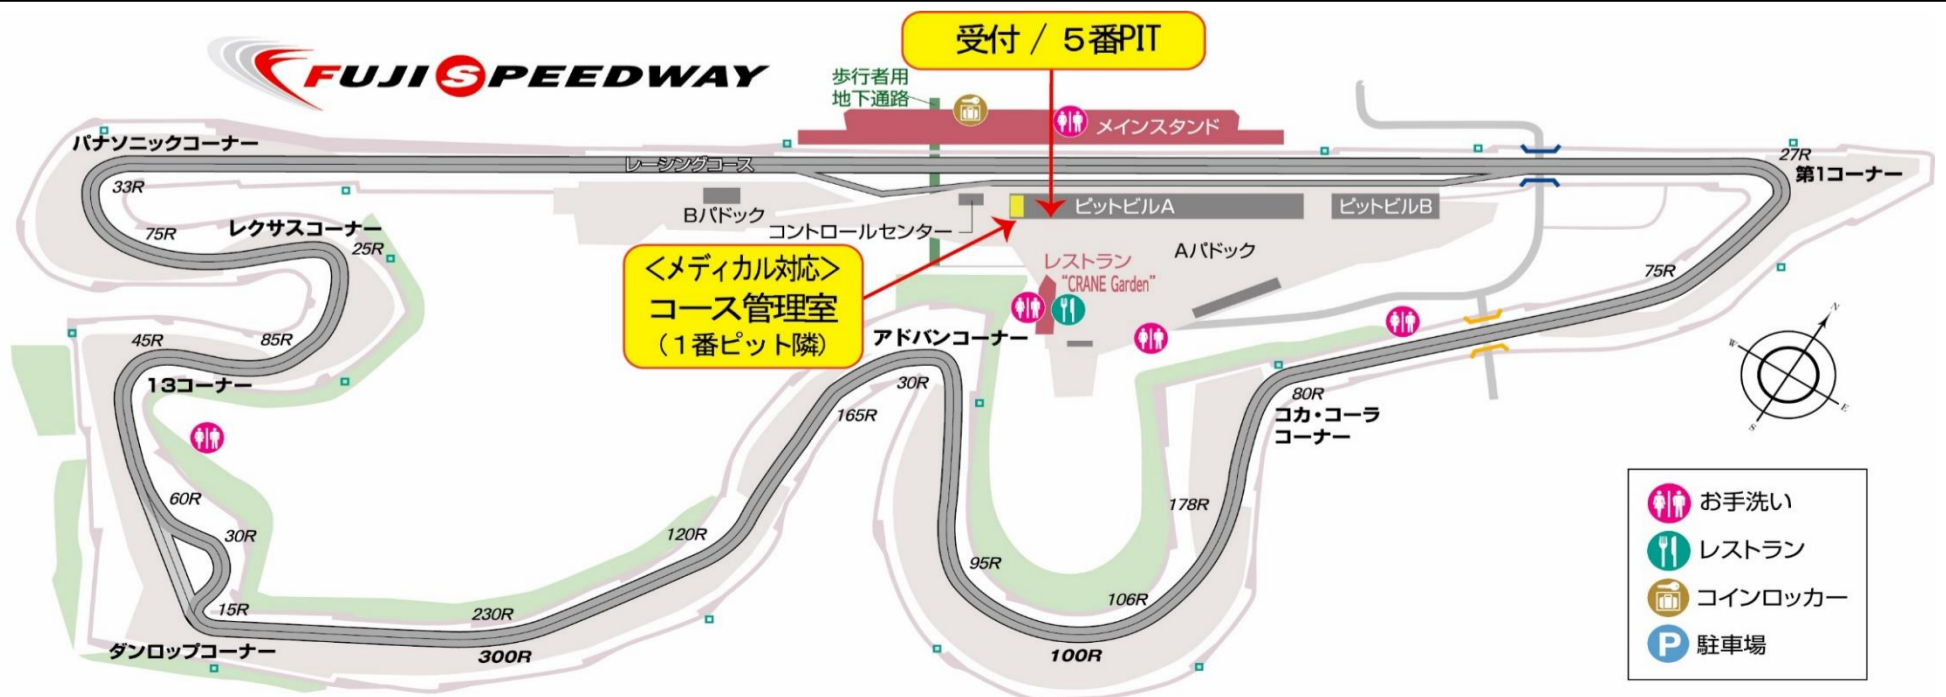 受付 / 5番PIT
FUJI SPEEDWAY
歩行者用
地下通路
メインスタンド
パナソニックコーナー
レーシングコース
27R
第1コーナー
33R
Bパドック
ピットビルA
ピットビルB
レクサスコーナー
75R
25R
コントロールセンター
Aパドック
<メディカル対応>
コース管理室
(1番ピット隣)
レストラン
"CRANE Garden"
75R
45R
85R
アドバンコーナー
13コーナー
30R
165R
80R
コカ・コーラ
コーナー
N
W
E
S
60R
30R
120R
178R
95R
106R
15R
230R
ダンロップコーナー
300R
100R
お手洗い
レストラン
コインロッカー
P 駐車場